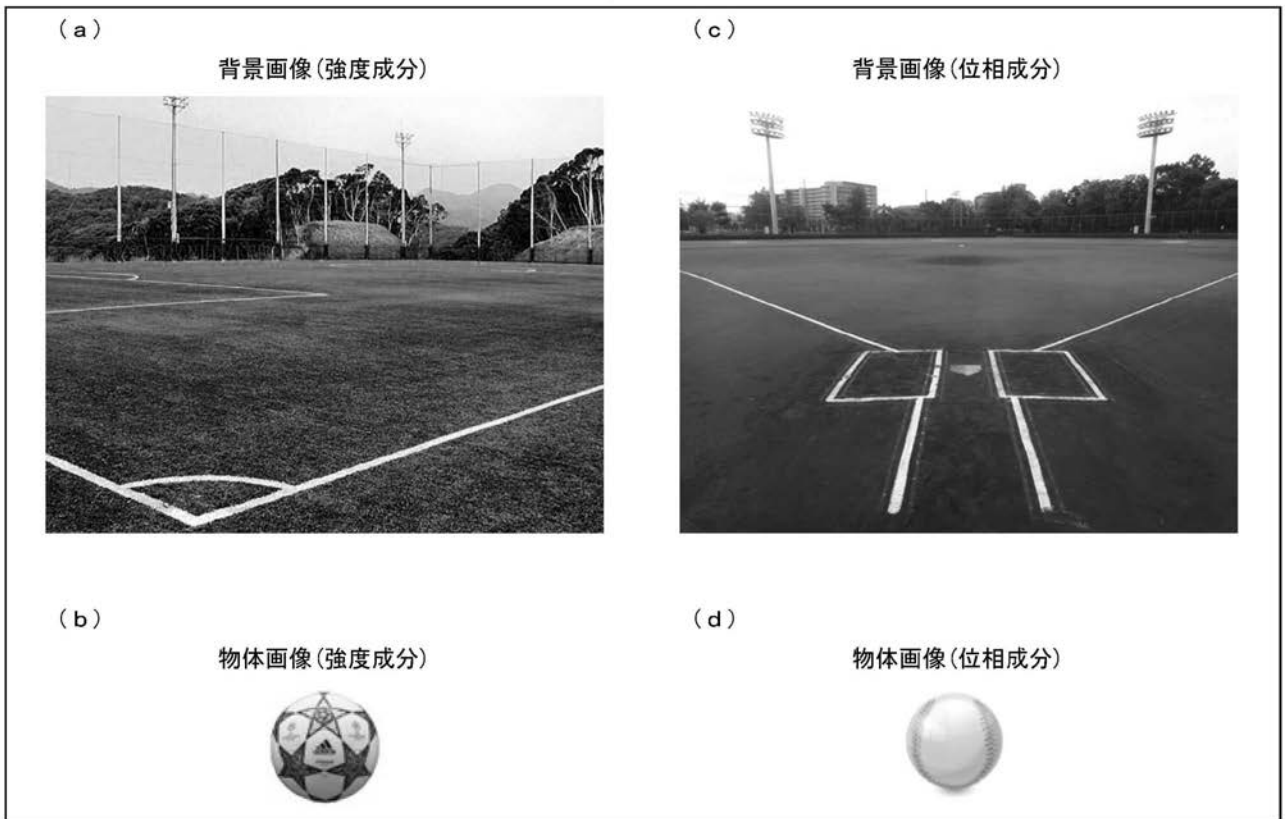 (a)
背景画像(強度成分)
(c)
背景画像(位相成分)
(b)
物体画像(強度成分)
(d)
物体画像(位相成分)